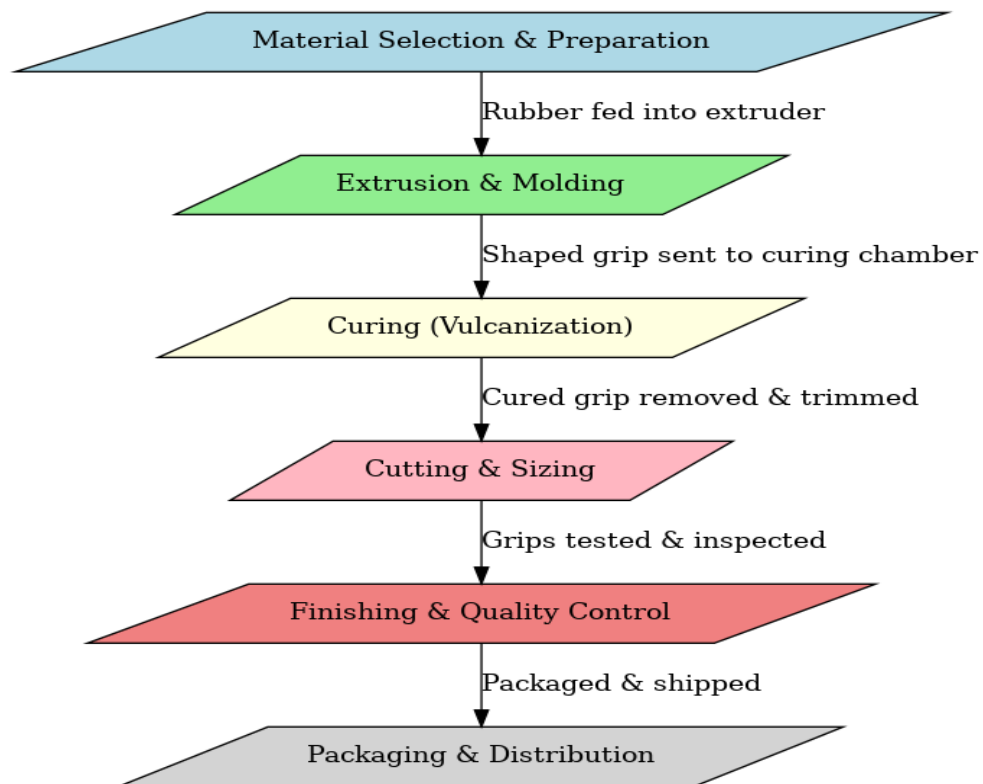 Material Selection & Preparation
Rubber fed into extruder
Extrusion & Molding
Shaped grip sent to curing chamber
Curing (Vulcanization)
Cured grip removed & trimmed
Cutting & Sizing
Grips tested & inspected
Finishing & Quality Control
Packaged & shipped
Packaging & Distribution